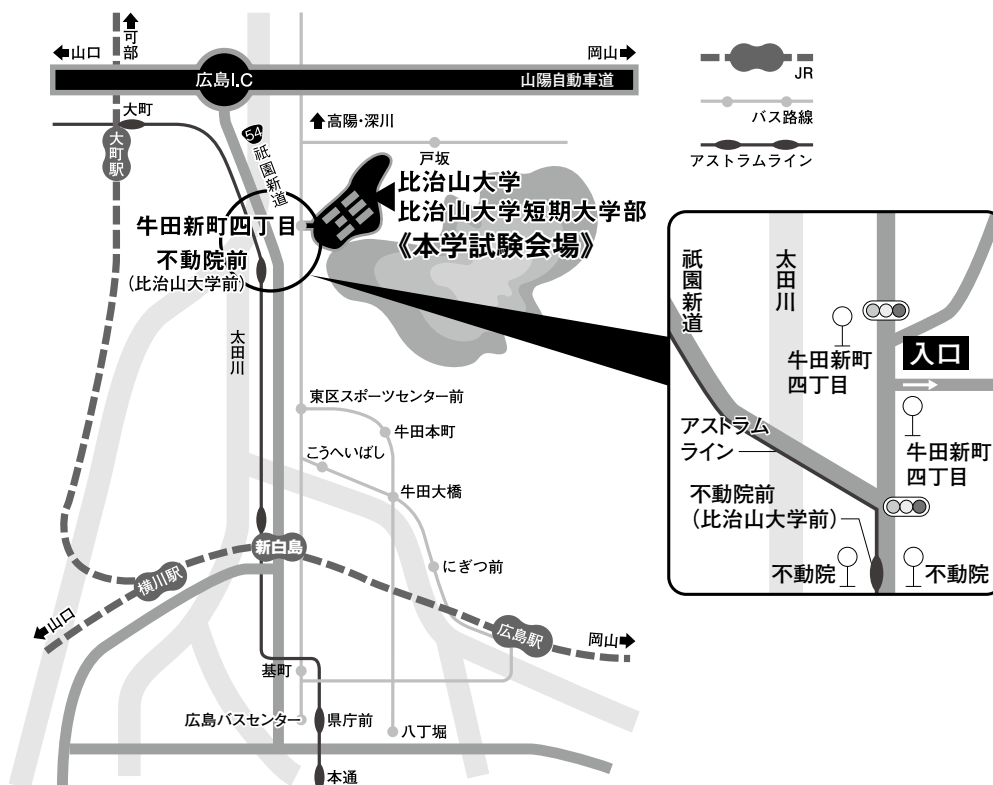 可部
山口
岡山
広島I.C
山陽自動車道
JR
バス路線
アストラムライン
大町
大町駅
54
祇園新道
高陽・深川
戸坂
比治山大学
比治山大学短期大学部
《本学試験会場》
牛田新町四丁目
不動院前
(比治山大学前)
太田川
東区スポーツセンター前
牛田本町
こうへいばし
牛田大橋
新白島
にぎつ前
横川駅
山口
広島駅
岡山
基町
広島バスセンター
県庁前
八丁堀
本通
祇園新道
太田川
牛田新町
四丁目
入口
アストラム
ライン
牛田新町
四丁目
不動院前
(比治山大学前)
不動院
不動院